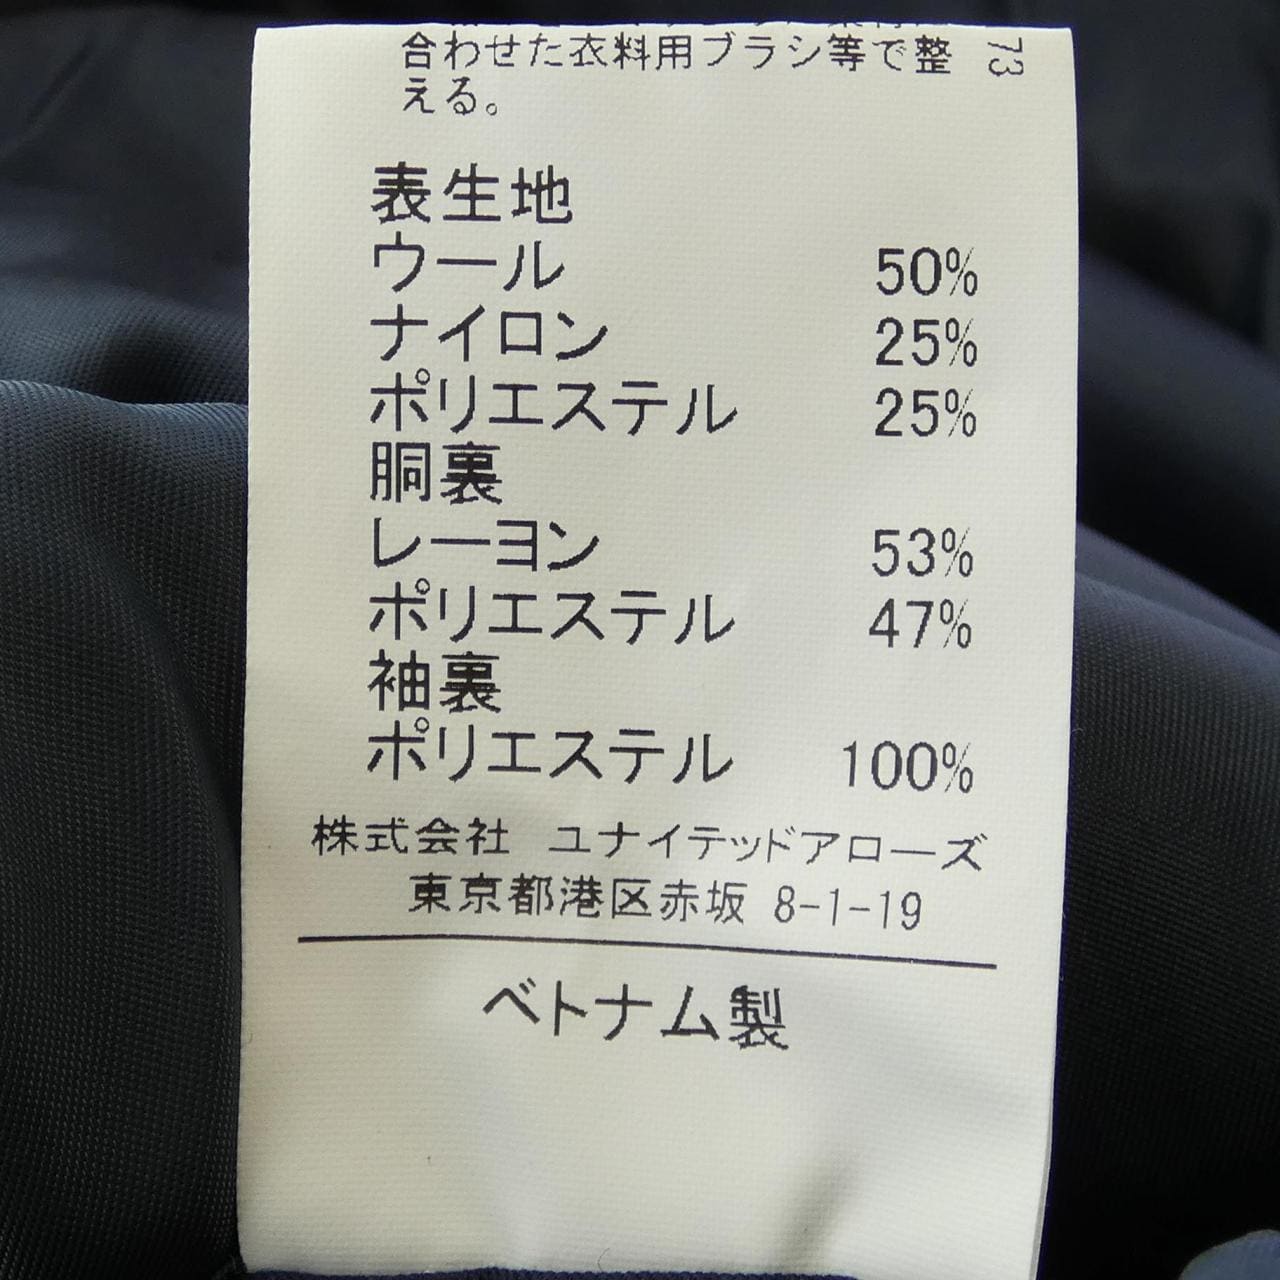 合わせた衣料用ブラシ等で整
える。
73
表生地
ウール 50%
ナイロン 25%
ポリエステル 25%
胴裏
レーヨン 53%
ポリエステル 47%
袖裏
ポリエステル 100%
株式会社 ユナイテッドアローズ
東京都港区赤坂 8-1-19
ベトナム製